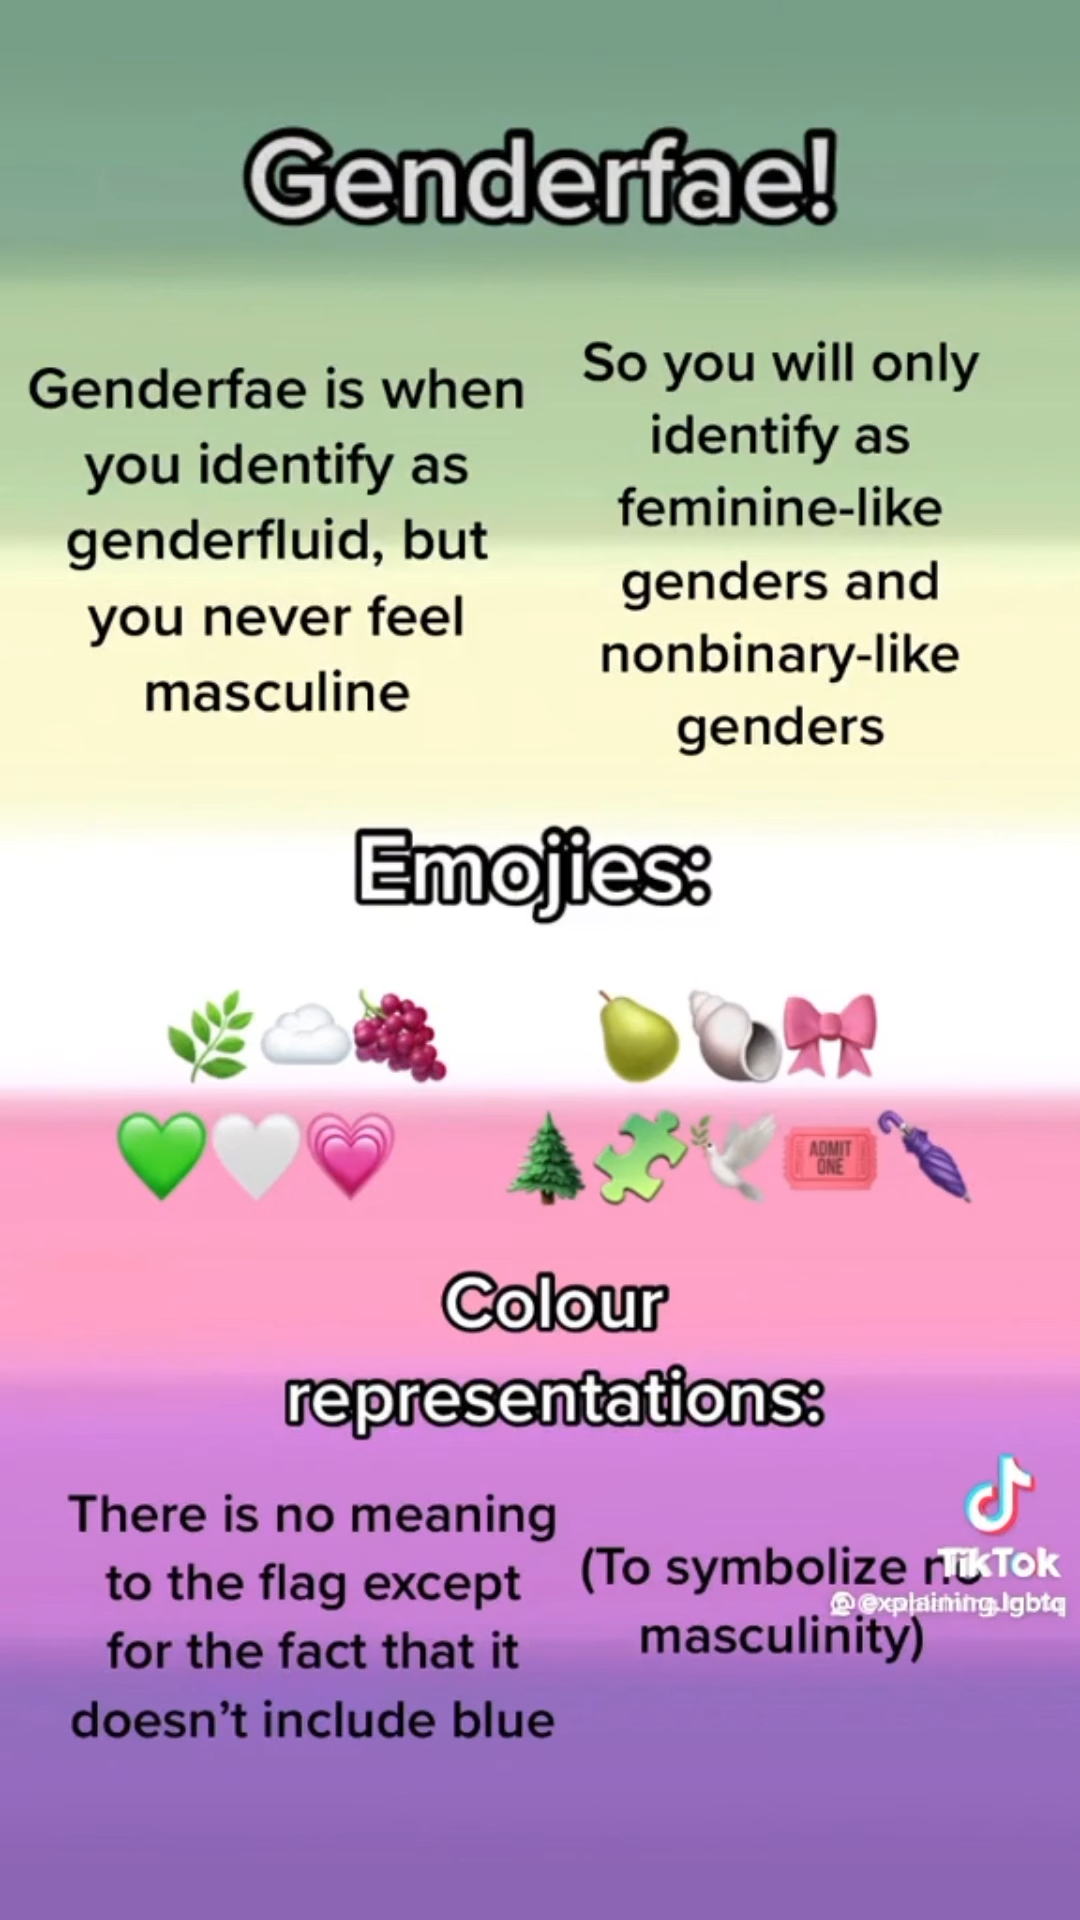 Genderfae!
Genderfae is when
you identify as
genderfluid, but
you never feel
masculine
So you will only
identify as
feminine-like
genders and
nonbinary-like
genders
Emojies:
ADMIT
ONE
Colour
representations:
There is no meaning
to the flag except
for the fact that it
doesn't include blue
(To symbolize no
masculinity)
TikTok
@explaining.lgbtq